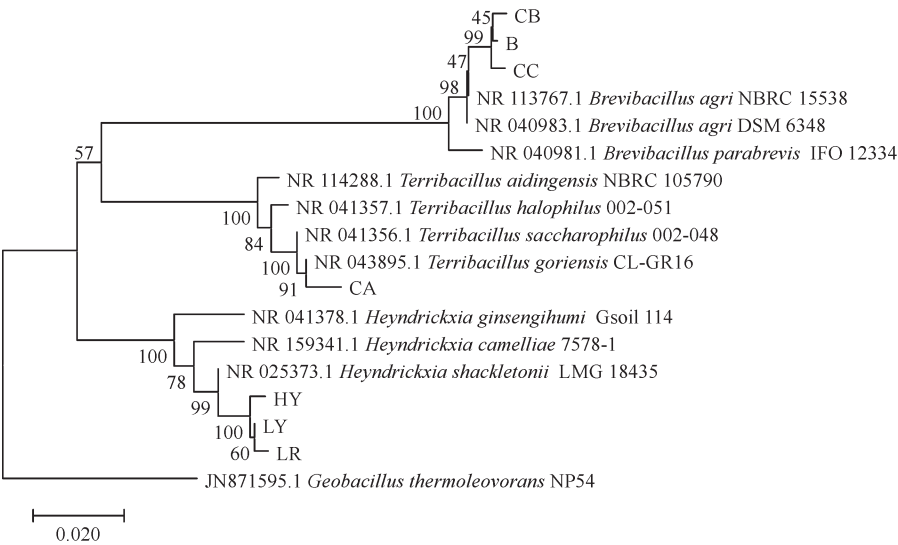 45 CB
99 B
CC
47
98 NR 113767.1 Brevibacillus agri NBRC 15538
100 NR 040983.1 Brevibacillus agri DSM 6348
NR 040981.1 Brevibacillus parabrevis IFO 12334
57
NR 114288.1 Terribacillus aidingensis NBRC 105790
100 NR 041357.1 Terribacillus halophilus 002-051
84 NR 041356.1 Terribacillus saccharophilus 002-048
100 NR 043895.1 Terribacillus goriensis CL-GR16
91 CA
NR 041378.1 Heyndrickxia ginsengihumi Gsoil 114
100 NR 159341.1 Heyndrickxia camelliae 7578-1
78 NR 025373.1 Heyndrickxia shackletonii LMG 18435
99 HY
100 LY
60 LR
JN871595.1 Geobacillus thermoleovorans NP54
0.020